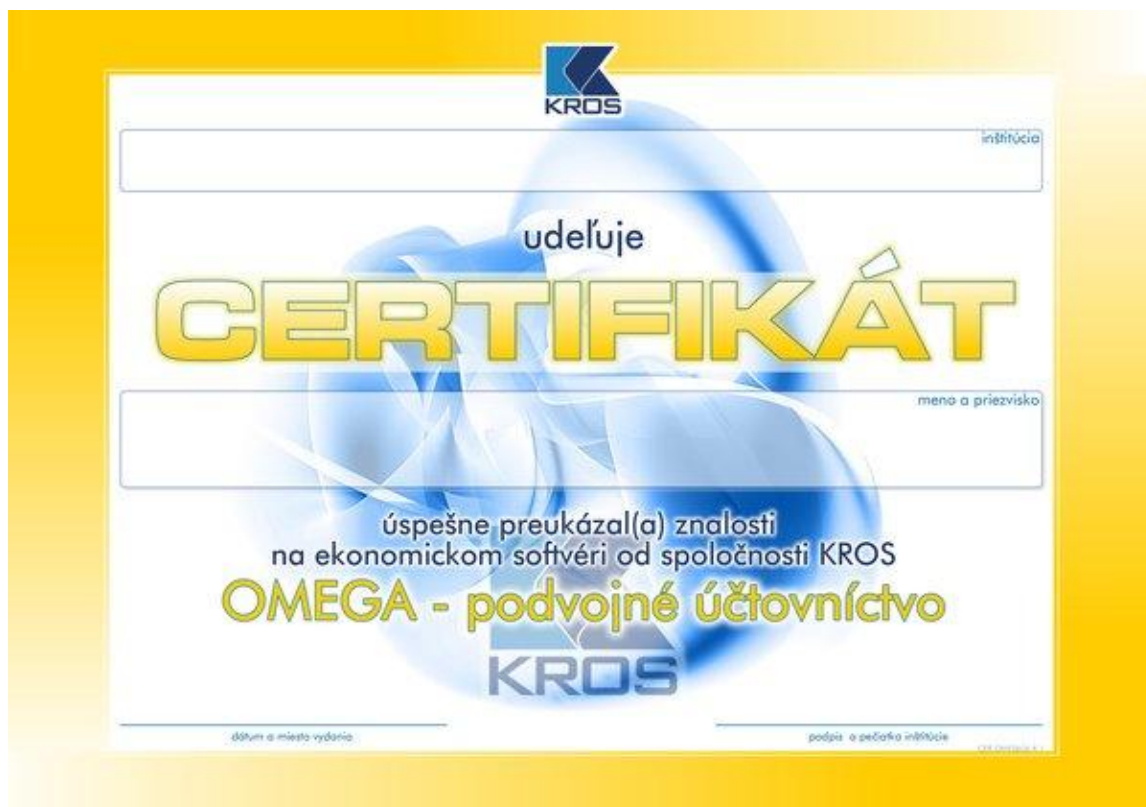 KROS
inštitúcia
udeľuje
CERTIFIKÁT
meno a priezvisko
úspešne preukázal(a) znalosti
na ekonomickom softvéri od spoločnosti KROS
OMEGA - podvojné účtovníctvo
KROS
dátum a miesto vydania
podpis a pečiatka inštitúcie